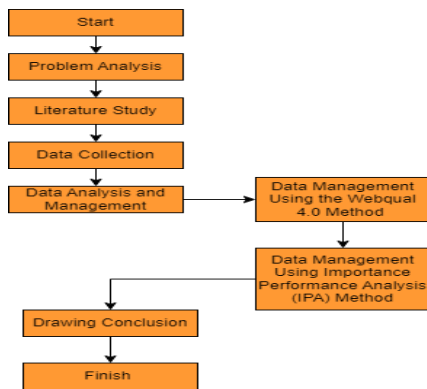 Start
Problem Analysis
Literature Study
Data Collection
Data Analysis and
Management
Data Management
Using the Webqual
4.0 Method
Data Management
Using Importance
Performance Analysis
(IPA) Method
Drawing Conclusion
Finish